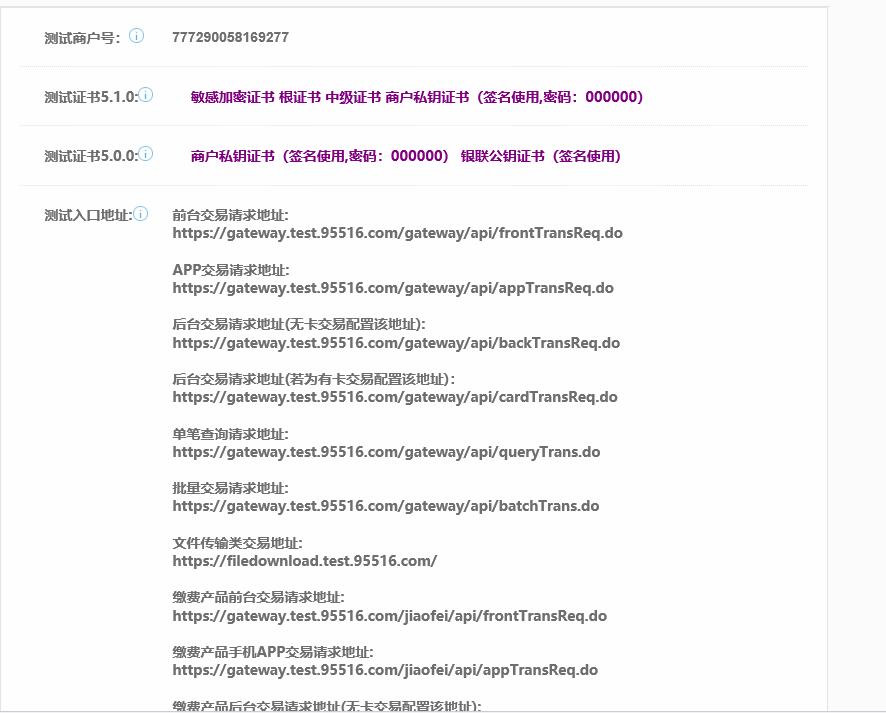 测试商户号： 777290058169277
测试证书5.1.0: 敏感加密证书 根证书 中级证书 商户私钥证书（签名使用,密码：000000）
测试证书5.0.0: 商户私钥证书（签名使用,密码：000000） 银联公钥证书（签名使用）
测试入口地址: 前台交易请求地址:
https://gateway.test.95516.com/gateway/api/frontTransReq.do
APP交易请求地址:
https://gateway.test.95516.com/gateway/api/appTransReq.do
后台交易请求地址(无卡交易配置该地址):
https://gateway.test.95516.com/gateway/api/backTransReq.do
后台交易请求地址(若为有卡交易配置该地址)：
https://gateway.test.95516.com/gateway/api/cardTransReq.do
单笔查询请求地址:
https://gateway.test.95516.com/gateway/api/queryTrans.do
批量交易请求地址:
https://gateway.test.95516.com/gateway/api/batchTrans.do
文件传输类交易地址:
https://filedownload.test.95516.com/
缴费产品前台交易请求地址:
https://gateway.test.95516.com/jiaofei/api/frontTransReq.do
缴费产品手机APP交易请求地址:
https://gateway.test.95516.com/jiaofei/api/appTransReq.do
缴费产品后台交易请求地址(无卡交易配置该地址):